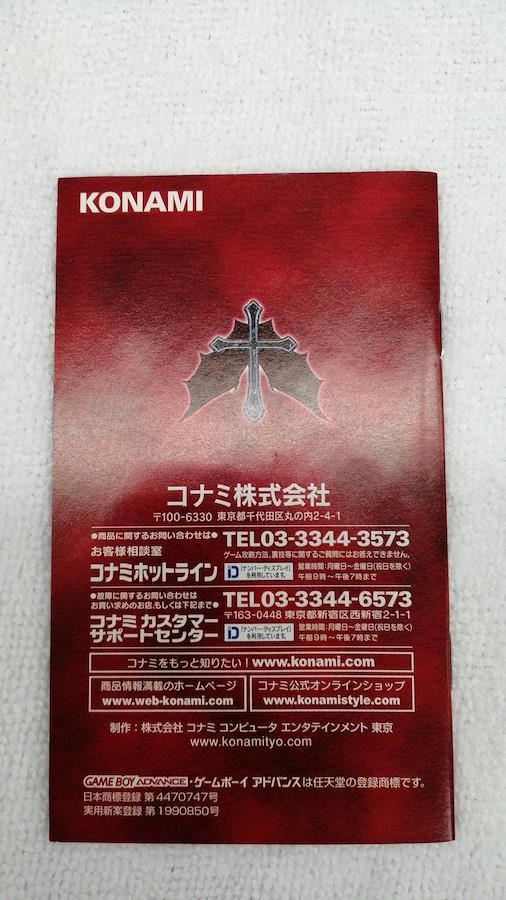 KONAMI
コナミ株式会社
〒100-6330 東京都千代田区丸の内2-4-1
●商品に関するお問い合わせは●
お客様相談室
コナミホットライン
TEL03-3344-3573
ゲーム攻略方法、裏技等に関するご質問にはお答えできません。
D 「ナンバー・ディスプレイ」を利用しています。
営業時間:月曜日〜金曜日(祝日を除く)
午前9時〜午後7時まで
●故障に関するお問い合わせは
お買い求めのお店、もしくは下記まで●
コナミ カスタマー
サポートセンター
TEL03-3344-6573
〒163-0448 東京都新宿区西新宿2-1-1
D 「ナンバー・ディスプレイ」を利用しています。
営業時間:月曜日〜金曜日(祝日を除く)
午前9時〜午後7時まで
コナミをもっと知りたい!www.konami.com
商品情報満載のホームページ
www.web-konami.com
コナミ公式オンラインショップ
www.konamistyle.com
制作:株式会社 コナミ コンピュータ エンタテインメント 東京
www.konamityo.com
GAME BOY ADVANCE・ゲームボーイ アドバンスは任天堂の登録商標です。
日本商標登録 第4470747号
実用新案登録 第1990850号